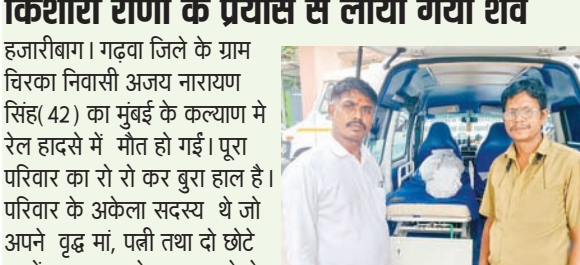 किशोरी राणा के प्रयास से लाया गया शव
हजारीबाग। गढ़वा जिले के ग्राम
चिरका निवासी अजय नारायण
सिंह( 42 ) का मुंबई के कल्याण मे
रेल हादसे में मौत हो गई। पूरा
परिवार का रो रो कर बुरा हाल है।
परिवार के अकेला सदस्य थे जो
अपने वृद्ध मां, पत्नी तथा दो छोटे